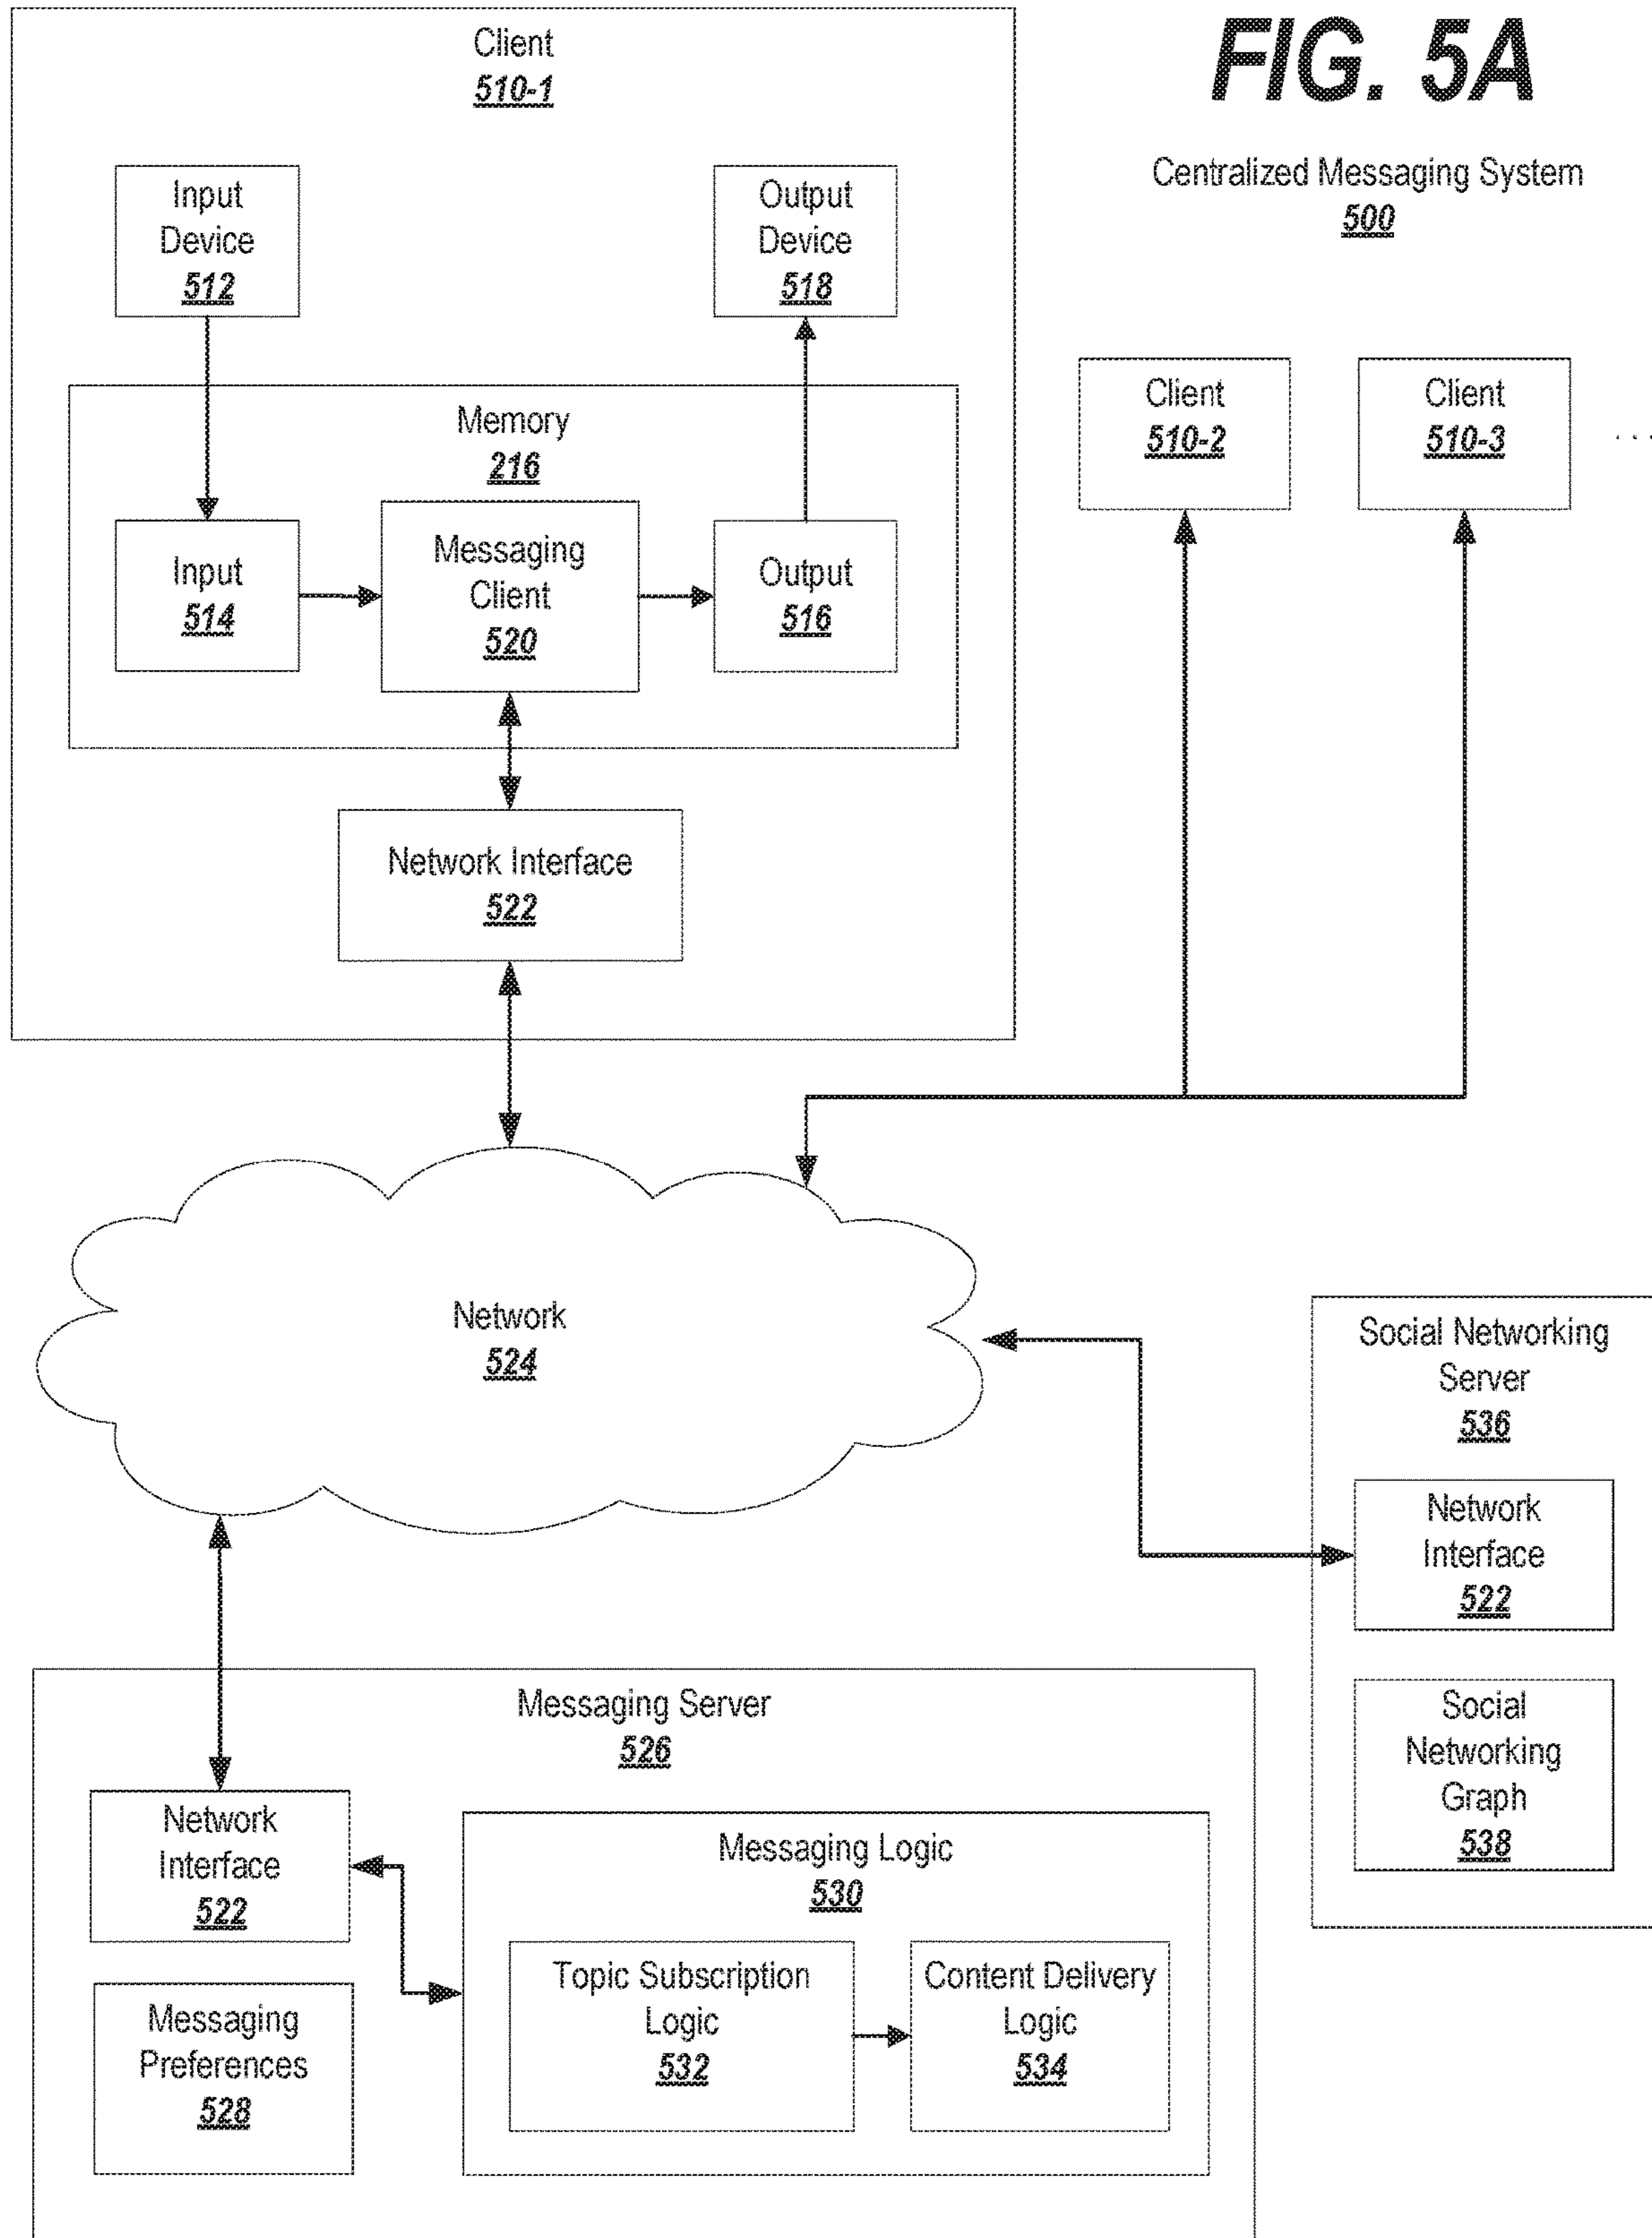 FIG. 5A
Centralized Messaging System
500
Client
510-1
Input
Device
512
Output
Device
518
Memory
216
Input
514
Messaging
Client
520
Output
516
Network Interface
522
Client
510-2
Client
510-3
...
Network
524
Social Networking
Server
536
Network
Interface
522
Social
Networking
Graph
538
Messaging Server
526
Network
Interface
522
Messaging
Preferences
528
Messaging Logic
530
Topic Subscription
Logic
532
Content Delivery
Logic
534